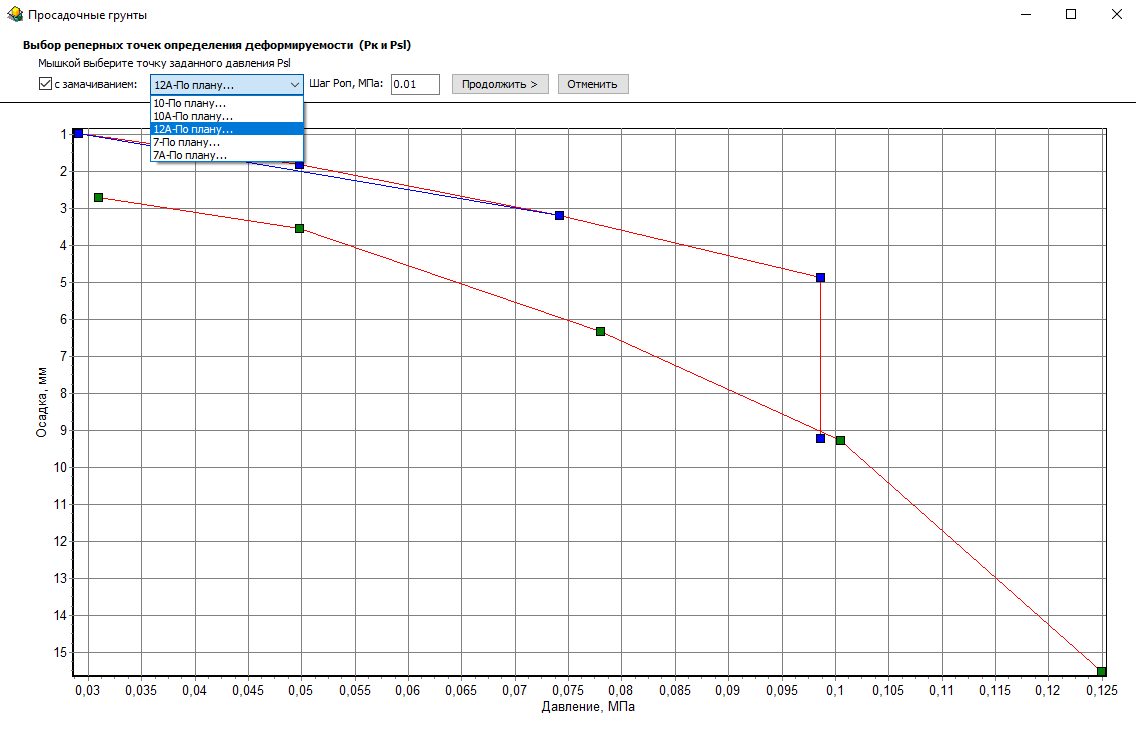 Просадочные грунты
Выбор реперных точек определения деформируемости (Рк и Psl)
Мышкой выберите точку заданного давления Psl
с замачиванием: 12А-По плану... Шаг Роп, МПа: 0.01 Продолжить > Отменить
10-По плану...
10А-По плану...
12А-По плану...
7-По плану...
7А-По плану...
1
2
3
4
5
6
7
8
9
10
11
12
13
14
15
Осадка, мм
0,03 0,035 0,04 0,045 0,05 0,055 0,06 0,065 0,07 0,075 0,08 0,085 0,09 0,095 0,1 0,105 0,11 0,115 0,12 0,125
Давление, МПа